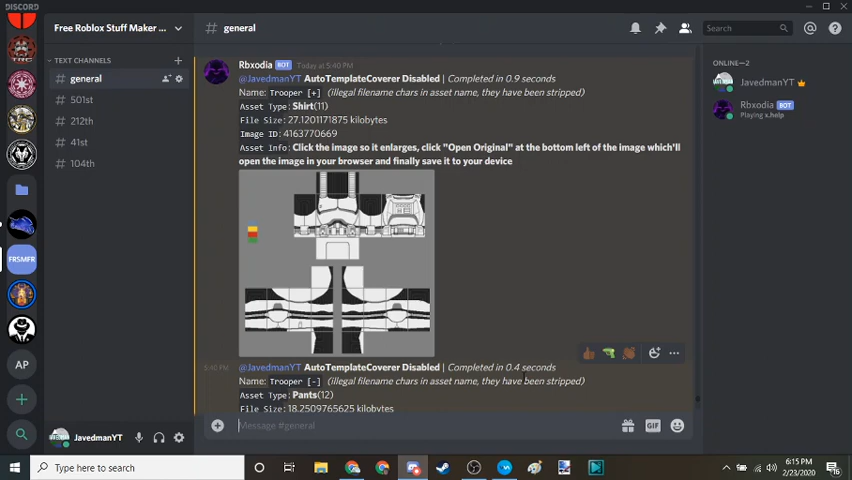 DISCORD
Free Roblox Stuff Maker ...
# general
Search
TEXT CHANNELS
# general
# 501st
# 212th
# 41st
# 104th
FRSMFR
AP
JavedmanYT
Rbxodia BOT Today at 5:40 PM
@JavedmanYT AutoTemplateCoverer Disabled | Completed in 0.9 seconds
Name: Trooper [+] (illegal filename chars in asset name, they have been stripped)
Asset Type: Shirt(11)
File Size: 27.1201171875 kilobytes
Image ID: 4163770669
Asset Info: Click the image so it enlarges, click "Open Original" at the bottom left of the image which'll
open the image in your browser and finally save it to your device
5:40 PM @JavedmanYT AutoTemplateCoverer Disabled | Completed in 0.4 seconds
Name: Trooper [-] (illegal filename chars in asset name, they have been stripped)
Asset Type: Pants(12)
File Size: 18.2509765625 kilobytes
Message #general
GIF
ONLINE—2
JavedmanYT
Rbxodia BOT
Playing x.help
Type here to search
6:15 PM
2/23/2020